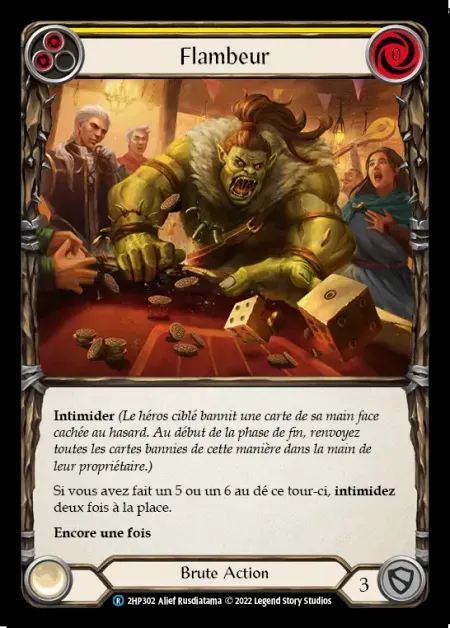 Flambeur
0
Intimider (Le héros ciblé bannit une carte de sa main face
cachée au hasard. Au début de la phase de fin, renvoyez
toutes les cartes bannies de cette manière dans la main de
leur propriétaire.)
Si vous avez fait un 5 ou un 6 au dé ce tour-ci, intimidez
deux fois à la place.
Encore une fois
Brute Action
3
R 2HP302 Alief Rusdiatama © 2022 Legend Story Studios